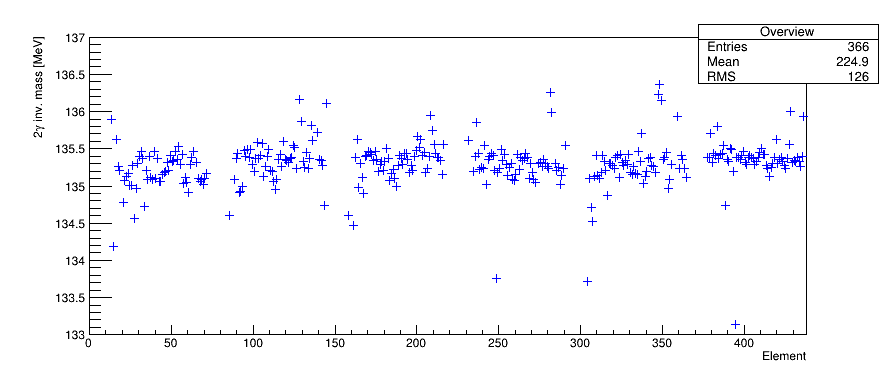 Overview
Entries 366
Mean 224.9
RMS 126
2γ inv. mass [MeV]
137
136.5
136
135.5
135
134.5
134
133.5
133
0 50 100 150 200 250 300 350 400
Element